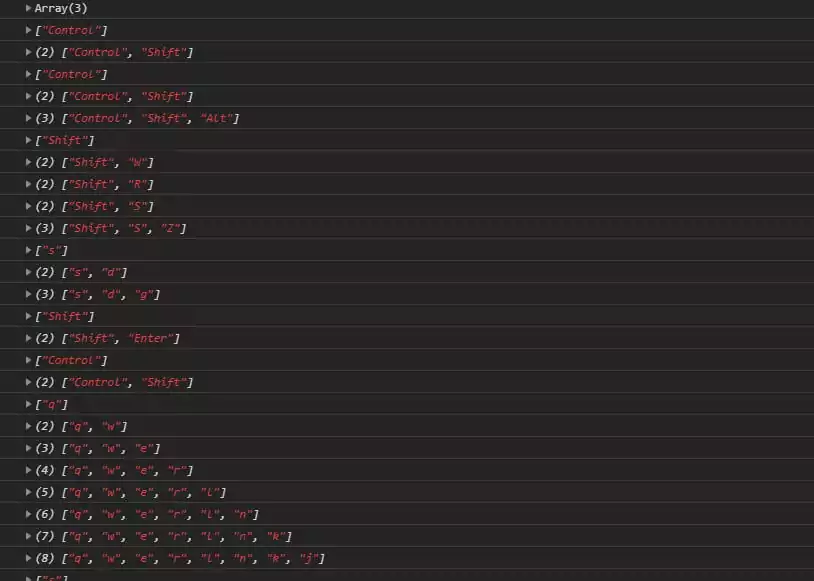 Array(3)
["Control"]
(2) ["Control", "Shift"]
["Control"]
(2) ["Control", "Shift"]
(3) ["Control", "Shift", "Alt"]
["Shift"]
(2) ["Shift", "W"]
(2) ["Shift", "R"]
(2) ["Shift", "S"]
(3) ["Shift", "S", "Z"]
["s"]
(2) ["s", "d"]
(3) ["s", "d", "g"]
["Shift"]
(2) ["Shift", "Enter"]
["Control"]
(2) ["Control", "Shift"]
["q"]
(2) ["q", "w"]
(3) ["q", "w", "e"]
(4) ["q", "w", "e", "r"]
(5) ["q", "w", "e", "r", "l"]
(6) ["q", "w", "e", "r", "l", "n"]
(7) ["q", "w", "e", "r", "l", "n", "k"]
(8) ["q", "w", "e", "r", "l", "n", "k", "j"]